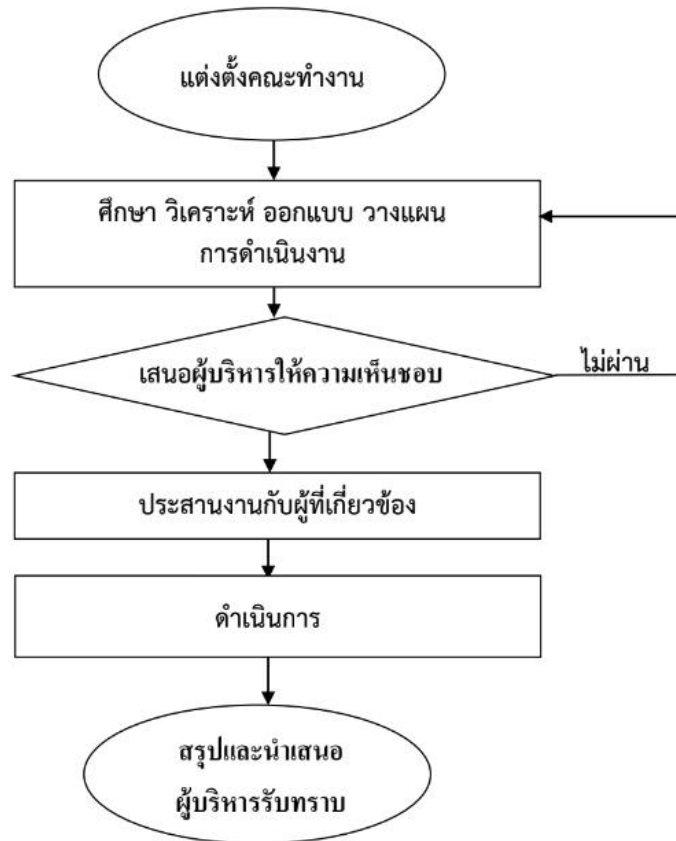 แต่งตั้งคณะทำงาน
ศึกษา วิเคราะห์ ออกแบบ วางแผน
การดำเนินงาน
เสนอผู้บริหารให้ความเห็นชอบ
ไม่ผ่าน
ประสานงานกับผู้ที่เกี่ยวข้อง
ดำเนินการ
สรุปและนำเสนอ
ผู้บริหารรับทราบ